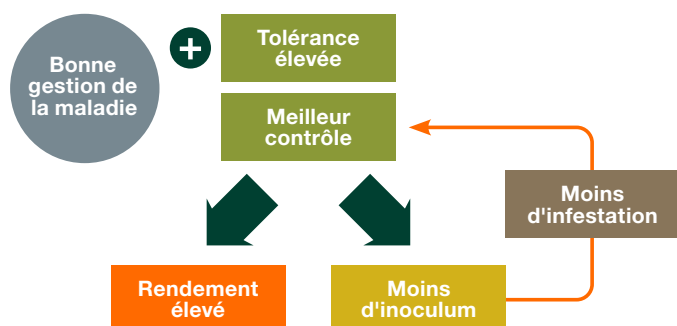 Bonne
gestion de
la maladie
+
Tolérance
élevée
Meilleur
contrôle
Moins
d'infestation
Rendement
élevé
Moins
d'inoculum